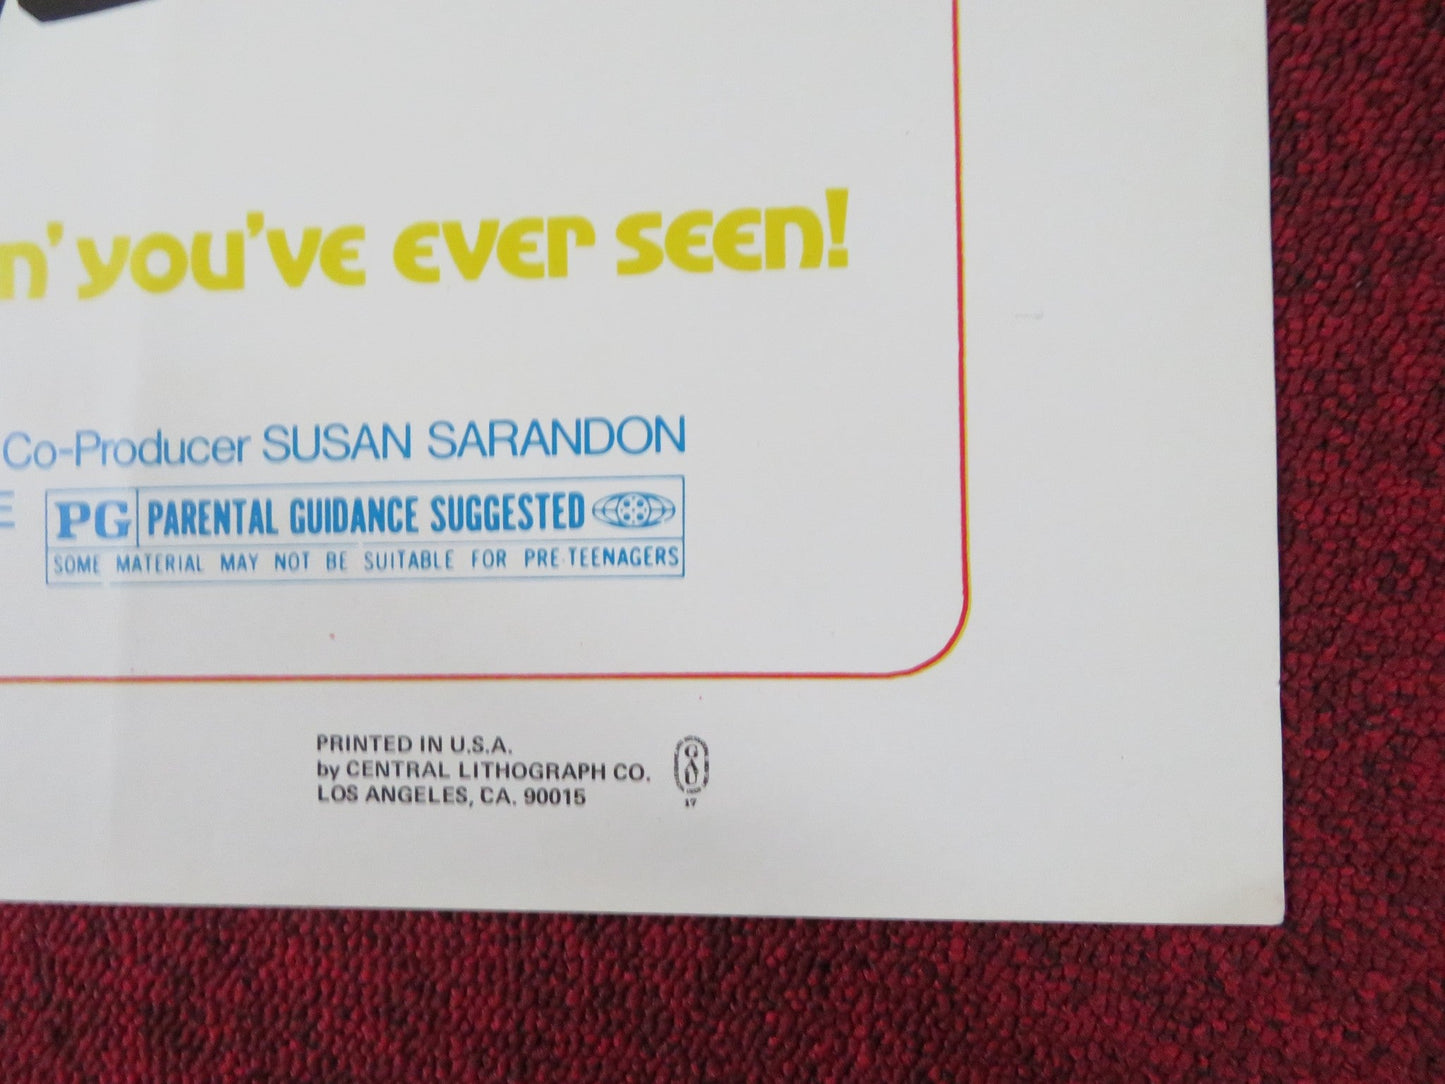 n' you've ever seen!
Co-Producer SUSAN SARANDON
E
PG PARENTAL GUIDANCE SUGGESTED
SOME MATERIAL MAY NOT BE SUITABLE FOR PRE-TEENAGERS
PRINTED IN U.S.A.
by CENTRAL LITHOGRAPH CO.
LOS ANGELES, CA. 90015
17